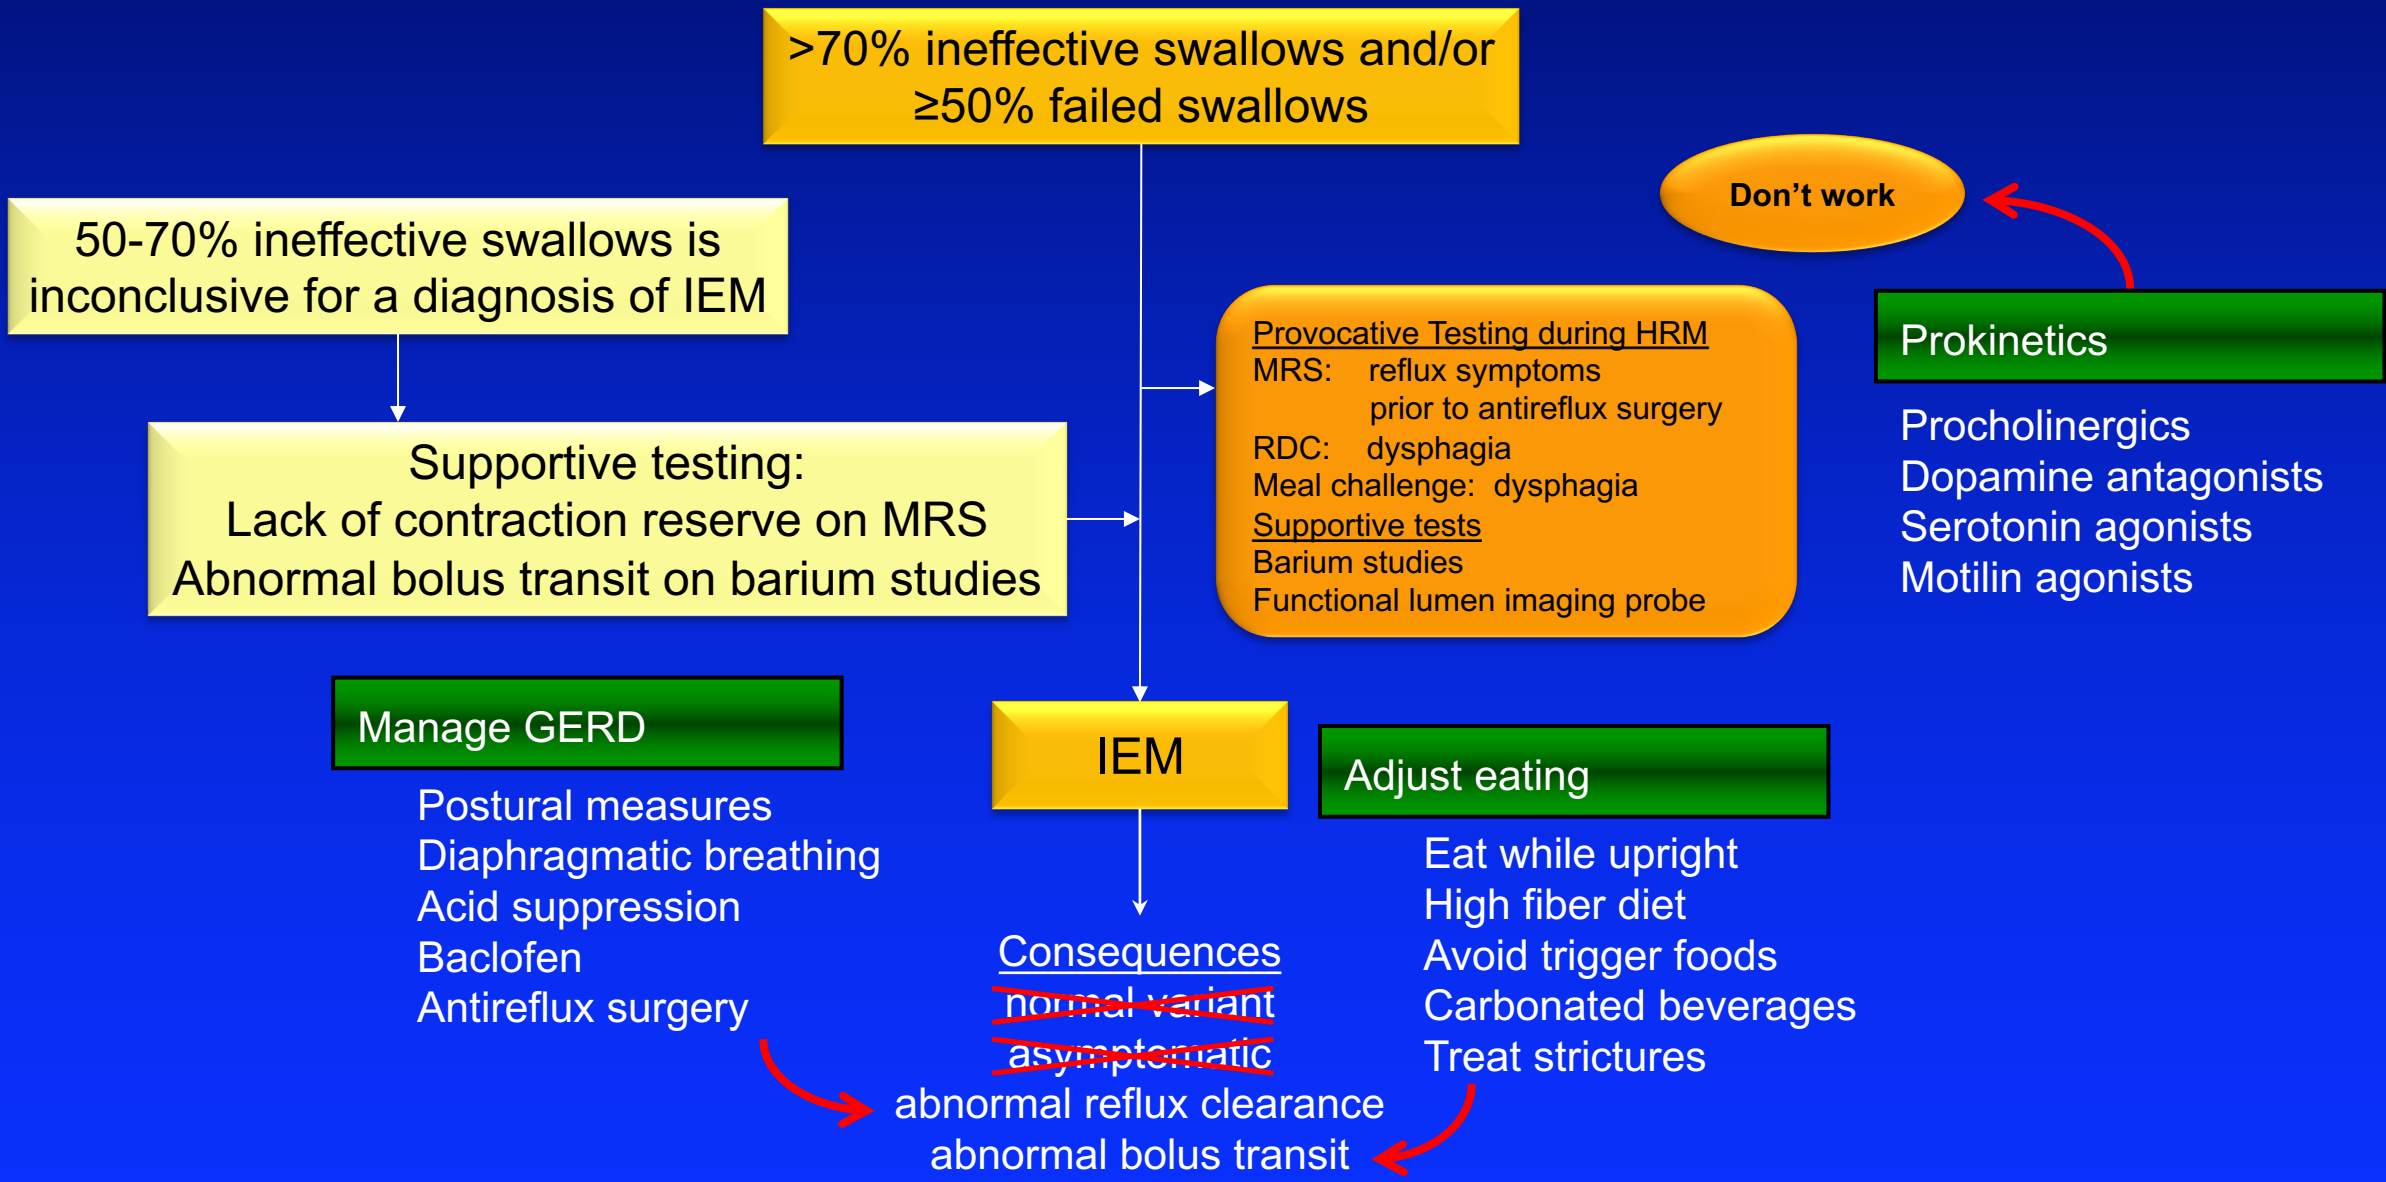 >70% ineffective swallows and/or
≥50% failed swallows
50-70% ineffective swallows is
inconclusive for a diagnosis of IEM
Supportive testing:
Lack of contraction reserve on MRS
Abnormal bolus transit on barium studies
Provocative Testing during HRM
MRS: reflux symptoms
prior to antireflux surgery
RDC: dysphagia
Meal challenge: dysphagia
Supportive tests
Barium studies
Functional lumen imaging probe
Don't work
Prokinetics
Procholinergics
Dopamine antagonists
Serotonin agonists
Motilin agonists
Manage GERD
Postural measures
Diaphragmatic breathing
Acid suppression
Baclofen
Antireflux surgery
IEM
Consequences
normal variant
asymptomatic
abnormal reflux clearance
abnormal bolus transit
Adjust eating
Eat while upright
High fiber diet
Avoid trigger foods
Carbonated beverages
Treat strictures